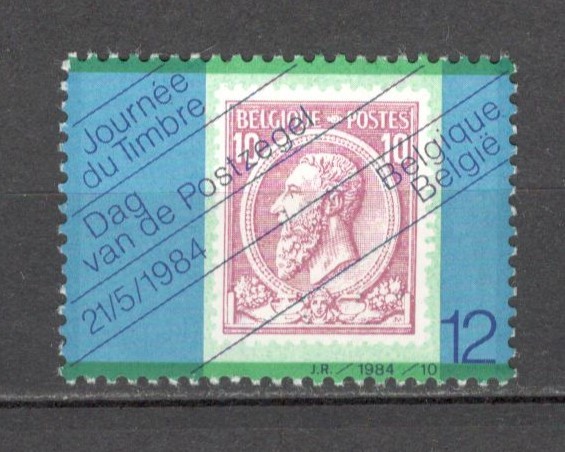 Journée
du Timbre
Dag
van de Postzegel
21/5/1984
BELGIQUE POSTES
10 10
Belgique
België
12
J.R. / 1984 / 10